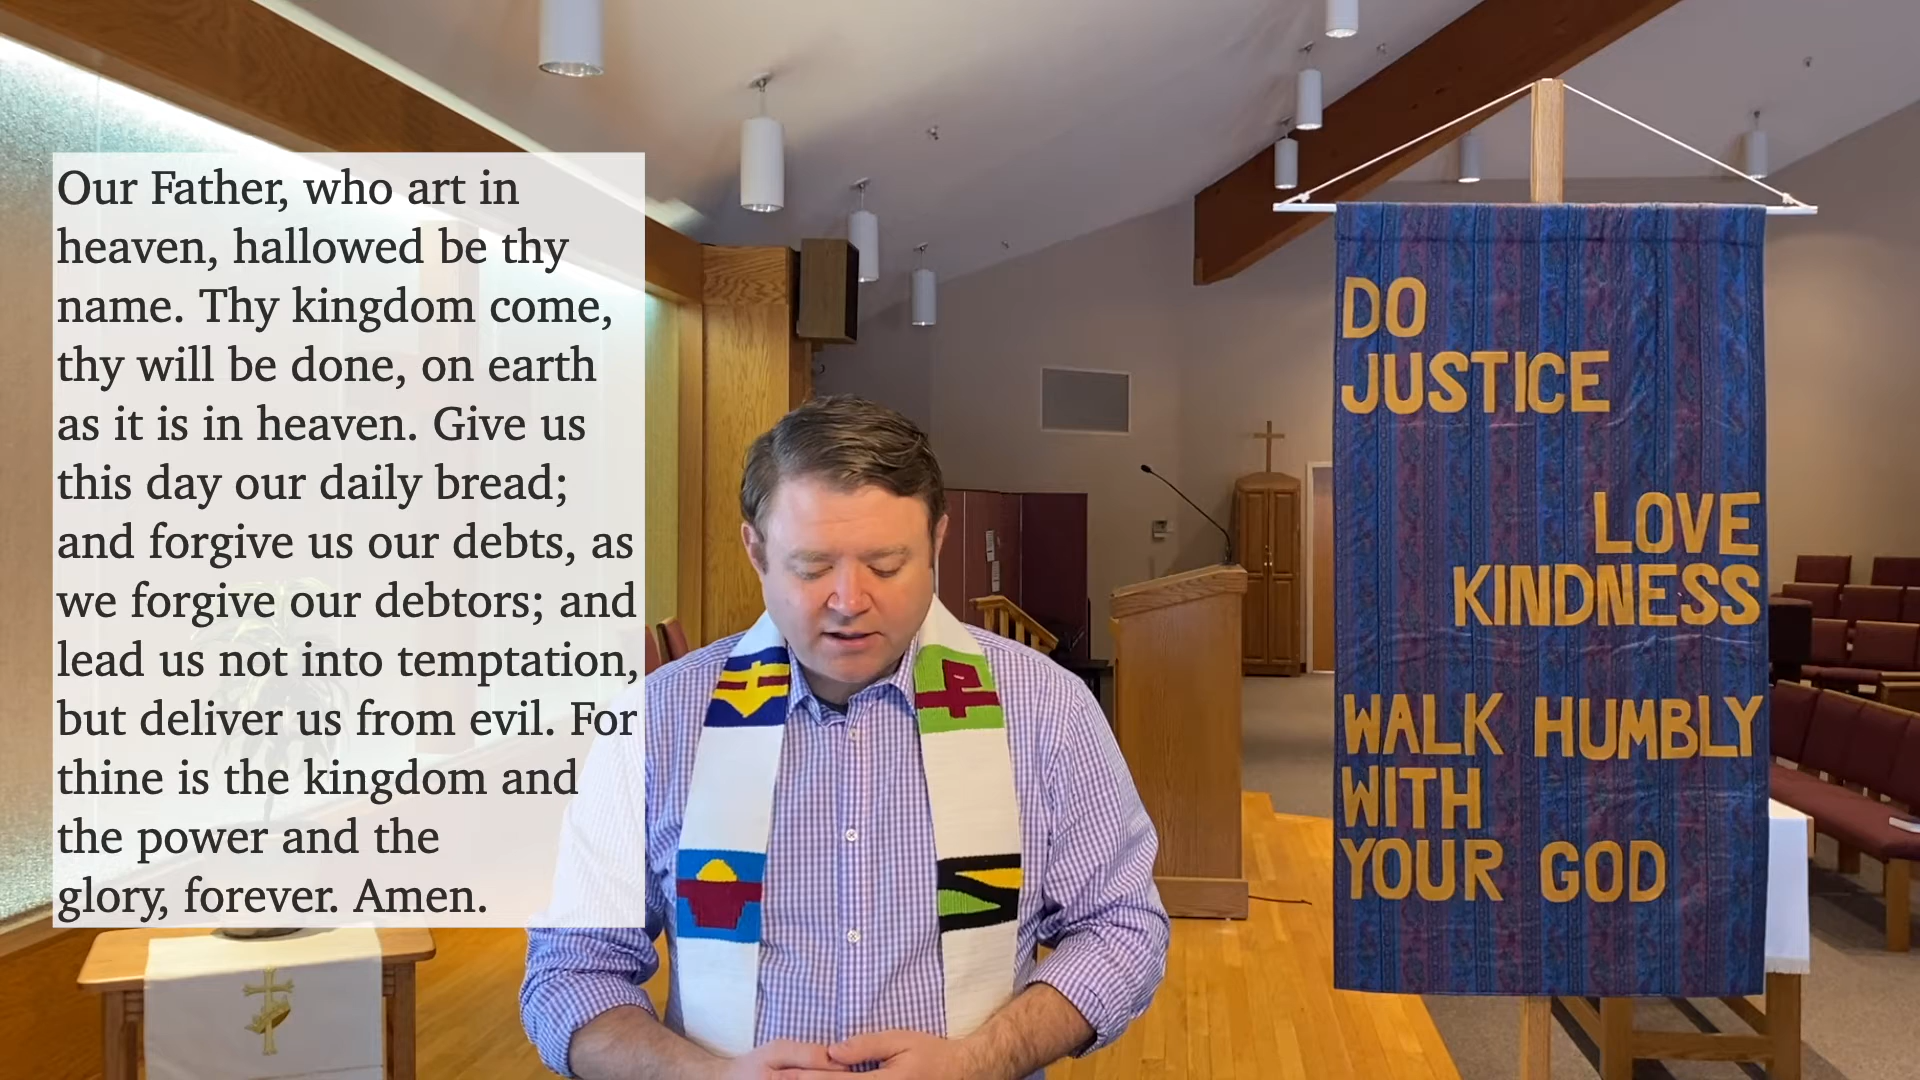 Our Father, who art in
heaven, hallowed be thy
name. Thy kingdom come,
thy will be done, on earth
as it is in heaven. Give us
this day our daily bread;
and forgive us our debts, as
we forgive our debtors; and
lead us not into temptation,
but deliver us from evil. For
thine is the kingdom and
the power and the
glory, forever. Amen.
DO
JUSTICE
LOVE
KINDNESS
WALK HUMBLY
WITH
YOUR GOD